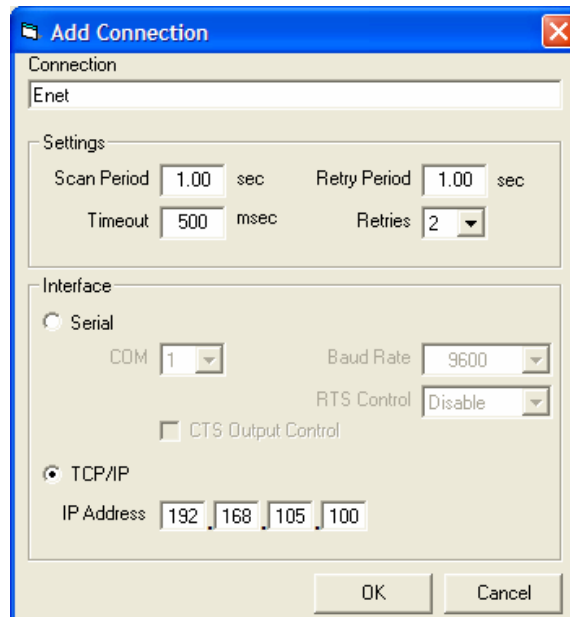 Add Connection
Connection
Enet
Settings
Scan Period 1.00 sec Retry Period 1.00 sec
Timeout 500 msec Retries 2
Interface
Serial
COM 1 Baud Rate 9600
RTS Control Disable
CTS Output Control
TCP/IP
IP Address 192 . 168 . 105 . 100
OK Cancel